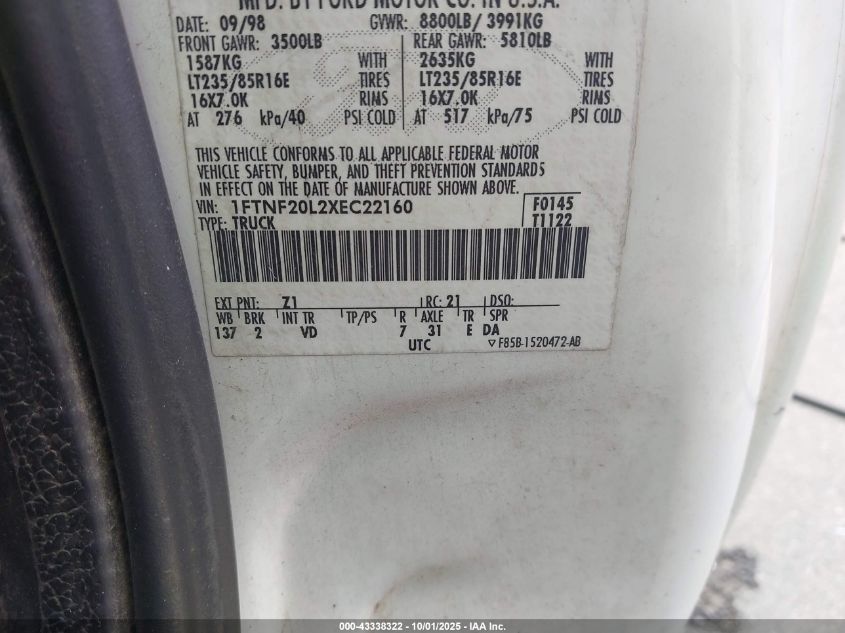 MFD. BY FORD MOTOR CO. IN U.S.A.
DATE: 09/98 GVWR: 8800LB/ 3991KG
FRONT GAWR: 3500LB REAR GAWR: 5810LB
1587KG WITH 2635KG WITH
LT235/85R16E TIRES LT235/85R16E TIRES
16X7.0K RIMS 16X7.0K RIMS
AT 276 kPa/40 PSI COLD AT 517 kPa/75 PSI COLD
THIS VEHICLE CONFORMS TO ALL APPLICABLE FEDERAL MOTOR
VEHICLE SAFETY, BUMPER, AND THEFT PREVENTION STANDARDS
IN EFFECT ON THE DATE OF MANUFACTURE SHOWN ABOVE.
VIN: 1FTNF20L2XEC22160 F0145
TYPE: TRUCK T1122
EXT PNT: Z1 RC: 21 DSO:
WB BRK INT TR TP/PS R AXLE TR SPR
137 2 VD 7 31 E DA
UTC ▽ F85B-1520472-AB
000-43338322 | 10/01/2025 - IAA Inc.